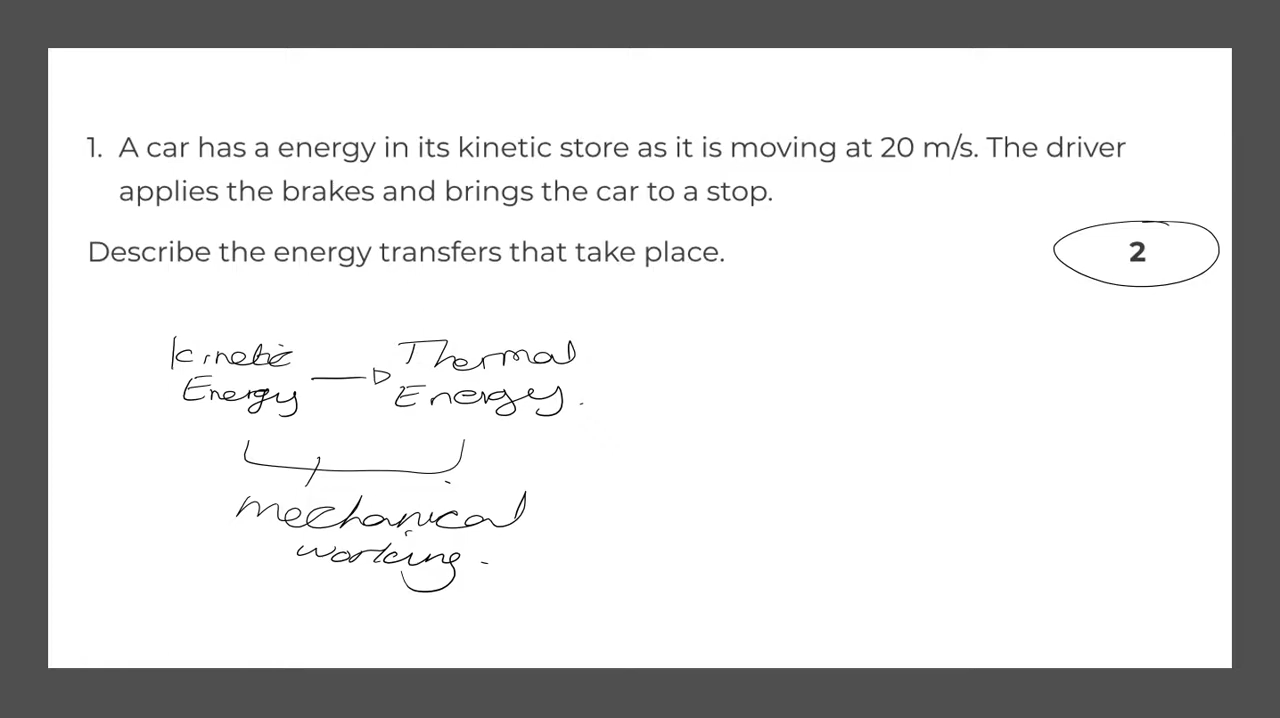 1. A car has a energy in its kinetic store as it is moving at 20 m/s. The driver
applies the brakes and brings the car to a stop.
Describe the energy transfers that take place.
2
Kinetic Thermal
Energy Energy.
mechanical
working.